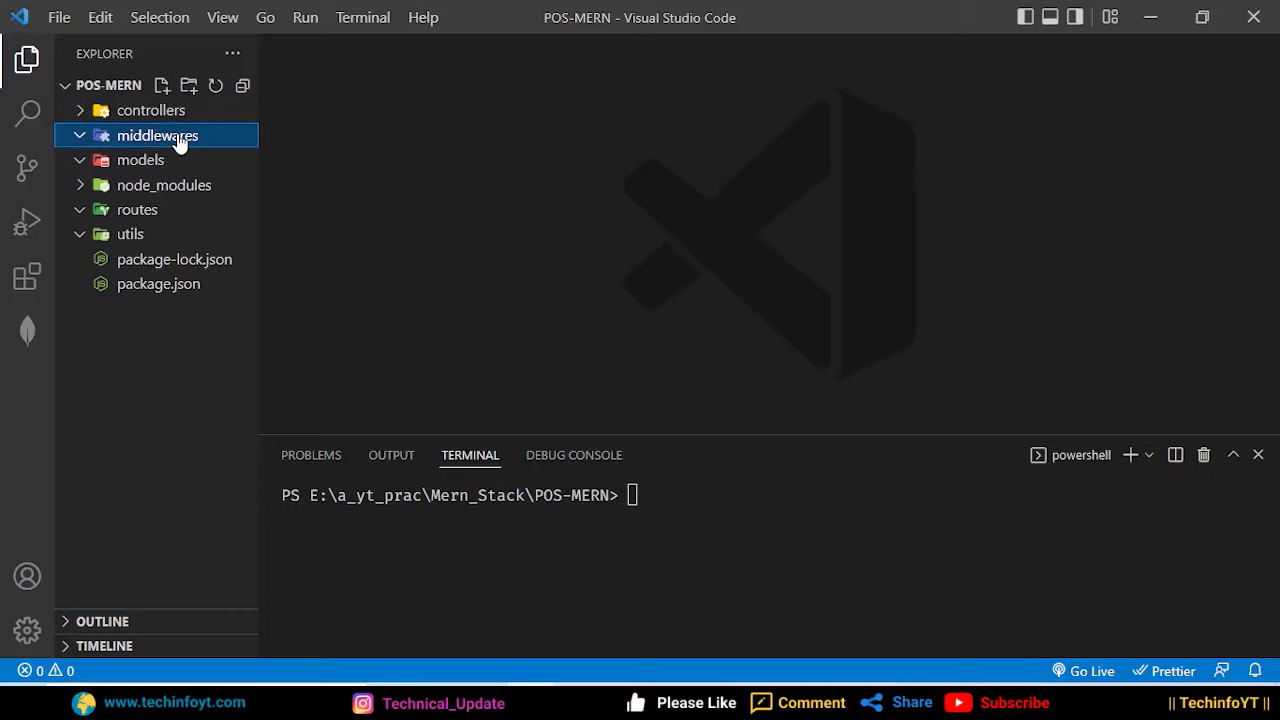 File Edit Selection View Go Run Terminal Help POS-MERN - Visual Studio Code
EXPLORER
POS-MERN
controllers
middlewares
models
node_modules
routes
utils
package-lock.json
package.json
PROBLEMS OUTPUT TERMINAL DEBUG CONSOLE powershell
PS E:\a_yt_prac\Mern_Stack\POS-MERN>
OUTLINE
TIMELINE
0 0 Go Live Prettier
www.techinfoyt.com Technical_Update Please Like Comment Share Subscribe || TechinfoYT ||